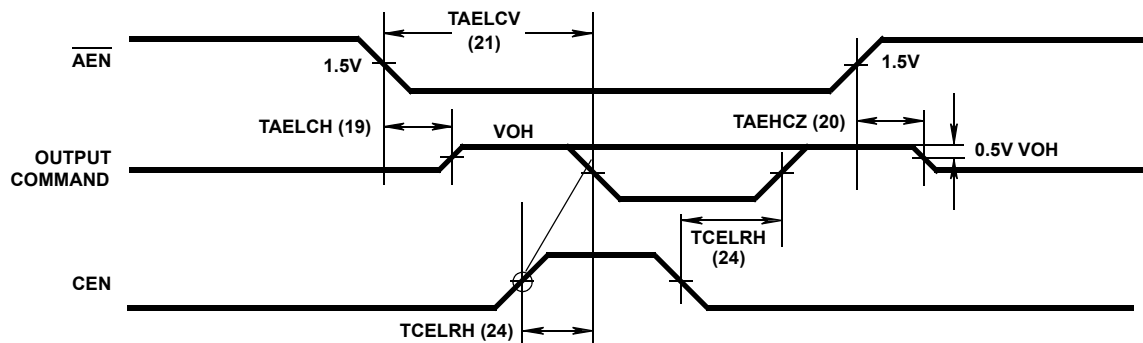 TAELCV
(21)
AEN
1.5V
1.5V
TAELCH (19)
VOH
TAEHCZ (20)
0.5V VOH
OUTPUT
COMMAND
TCELRH
(24)
CEN
TCELRH (24)